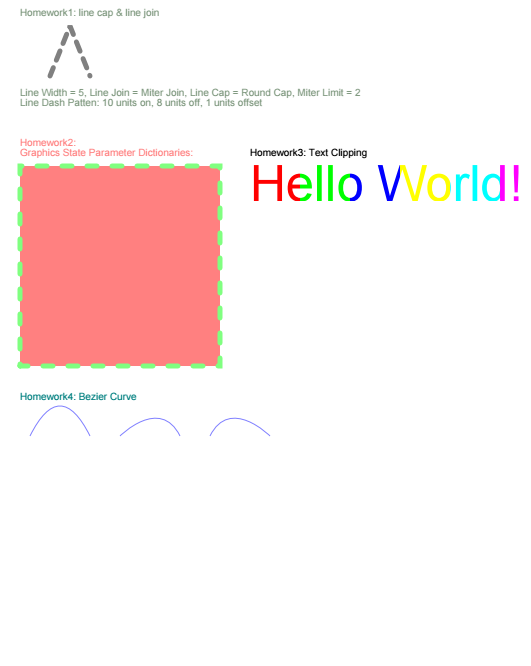 Homework1: line cap & line join
Line Width = 5, Line Join = Miter Join, Line Cap = Round Cap, Miter Limit = 2
Line Dash Patten: 10 units on, 8 units off, 1 units offset
Homework2:
Graphics State Parameter Dictionaries:
Homework3: Text Clipping
Hello World!
Homework4: Bezier Curve